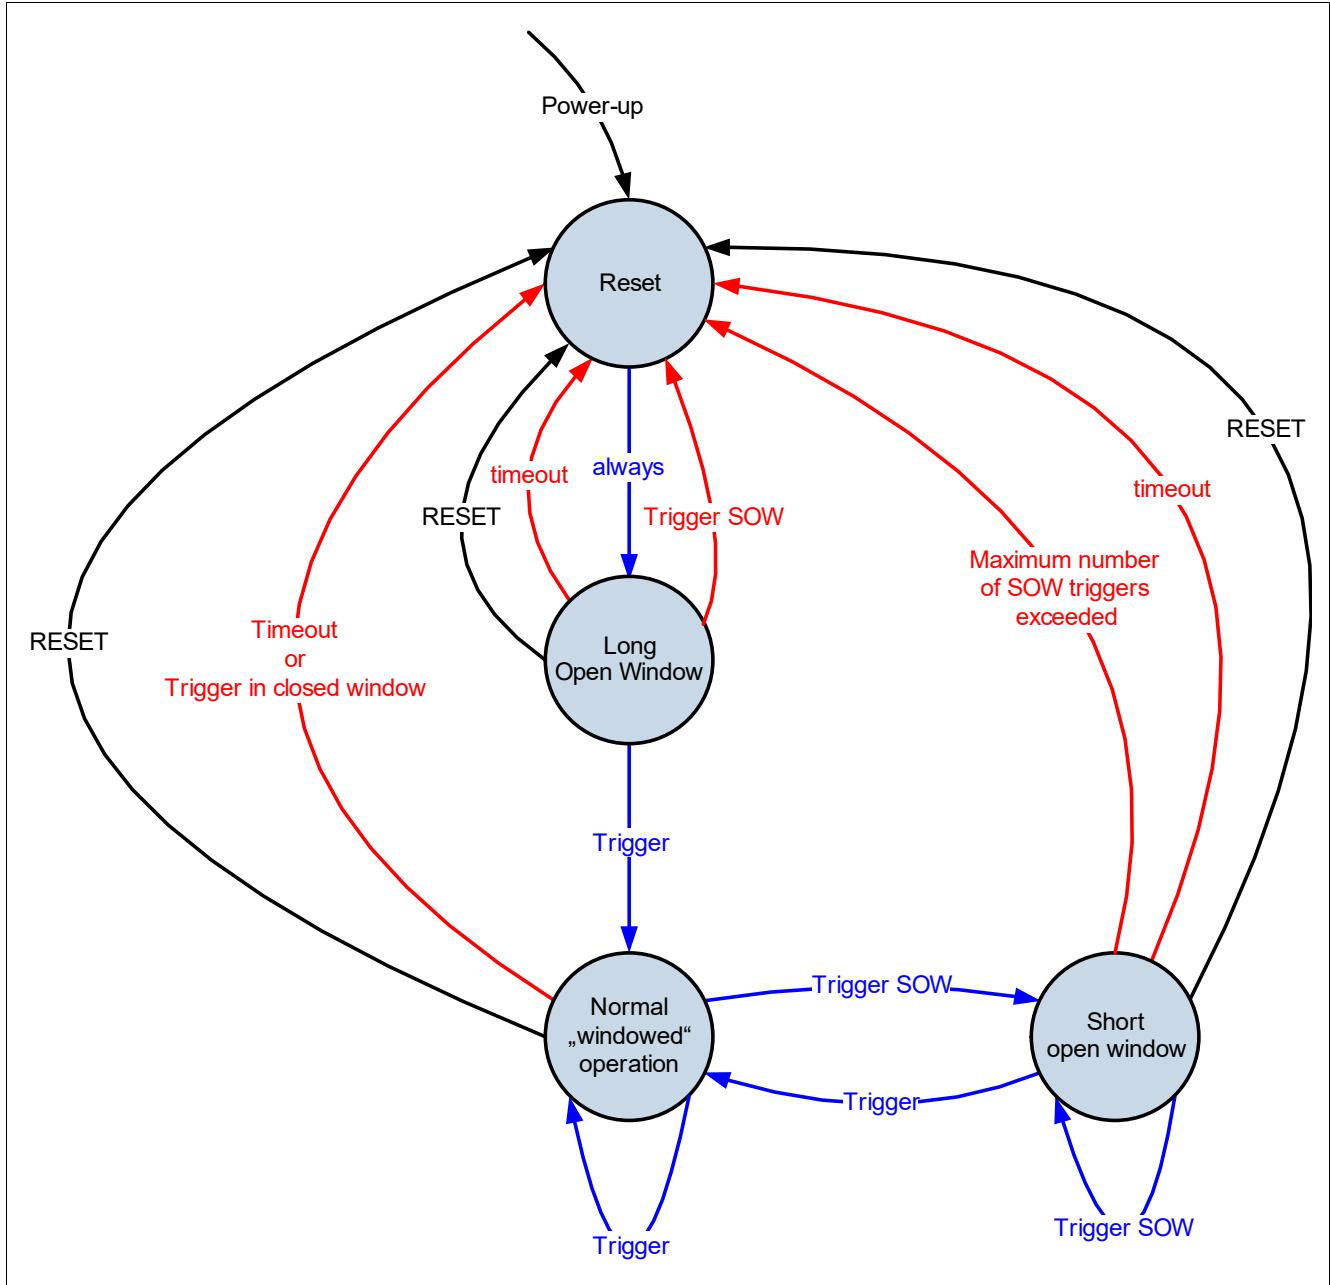 Power-up
Reset
RESET
timeout
always
timeout
RESET
Trigger SOW
Maximum number
of SOW triggers
exceeded
Timeout
or
Trigger in closed window
RESET
Long
Open Window
Trigger
Trigger SOW
Normal
„windowed“
operation
Short
open window
Trigger
Trigger SOW
Trigger